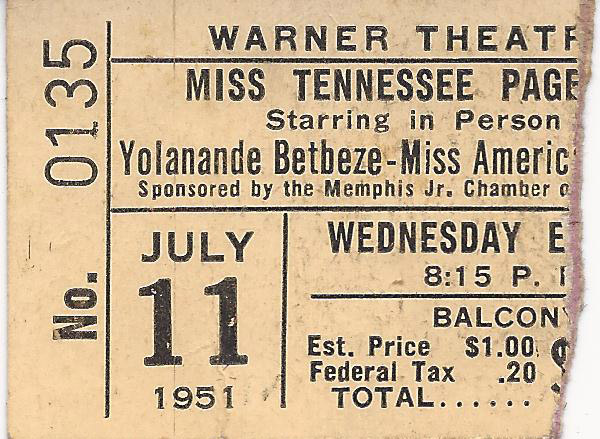 No. 0135
WARNER THEATR
MISS TENNESSEE PAGE
Starring in Person
Yolanande Betbeze-Miss Americ
Sponsored by the Memphis Jr. Chamber o
JULY
11
1951
WEDNESDAY E
8:15 P.
BALCONY
Est. Price $1.00
Federal Tax .20
TOTAL...... $